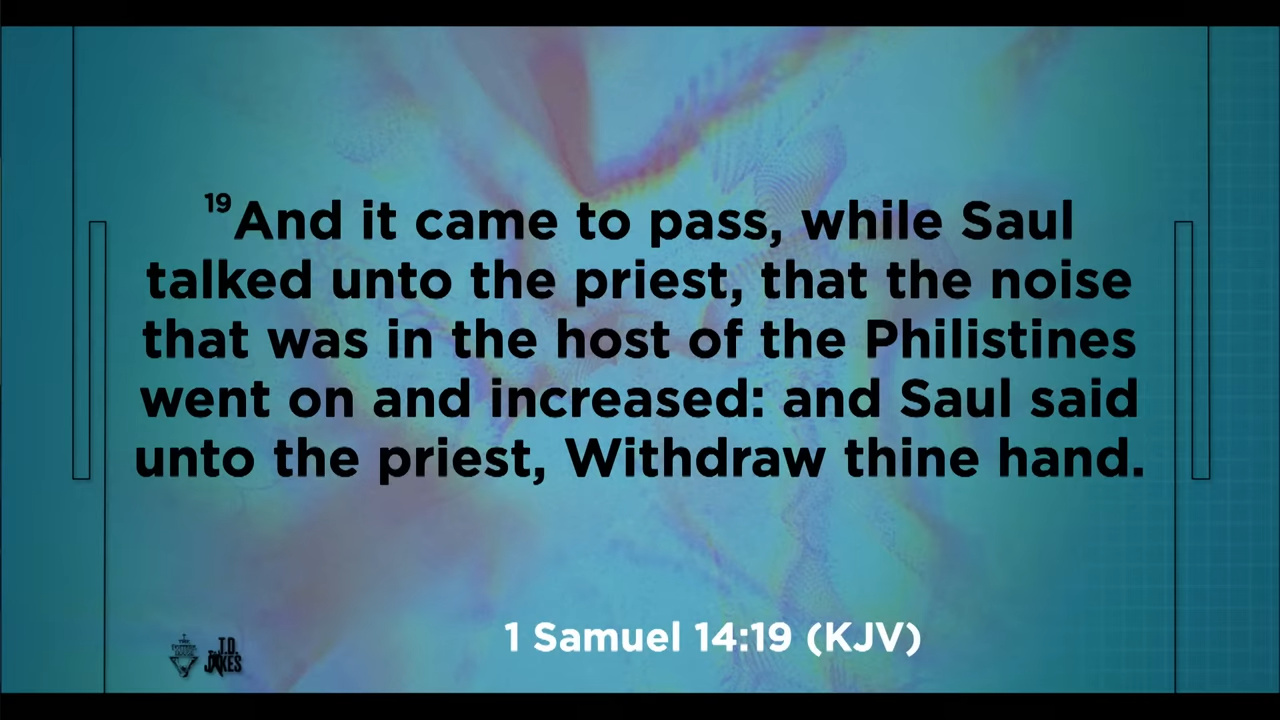 19And it came to pass, while Saul
talked unto the priest, that the noise
that was in the host of the Philistines
went on and increased: and Saul said
unto the priest, Withdraw thine hand.
1 Samuel 14:19 (KJV)
T.D.
JAKES